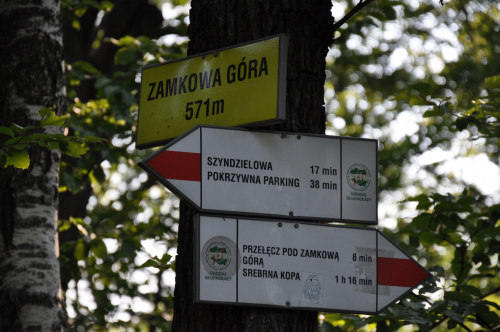 ZAMKOWA GÓRA
571m
SZYNDZIELOWA 17 min
POKRZYWNA PARKING 38 min
PRZEŁĘCZ POD ZAMKOWĄ GÓRĄ 8 min
SREBRNA KOPA 1 h 16 min